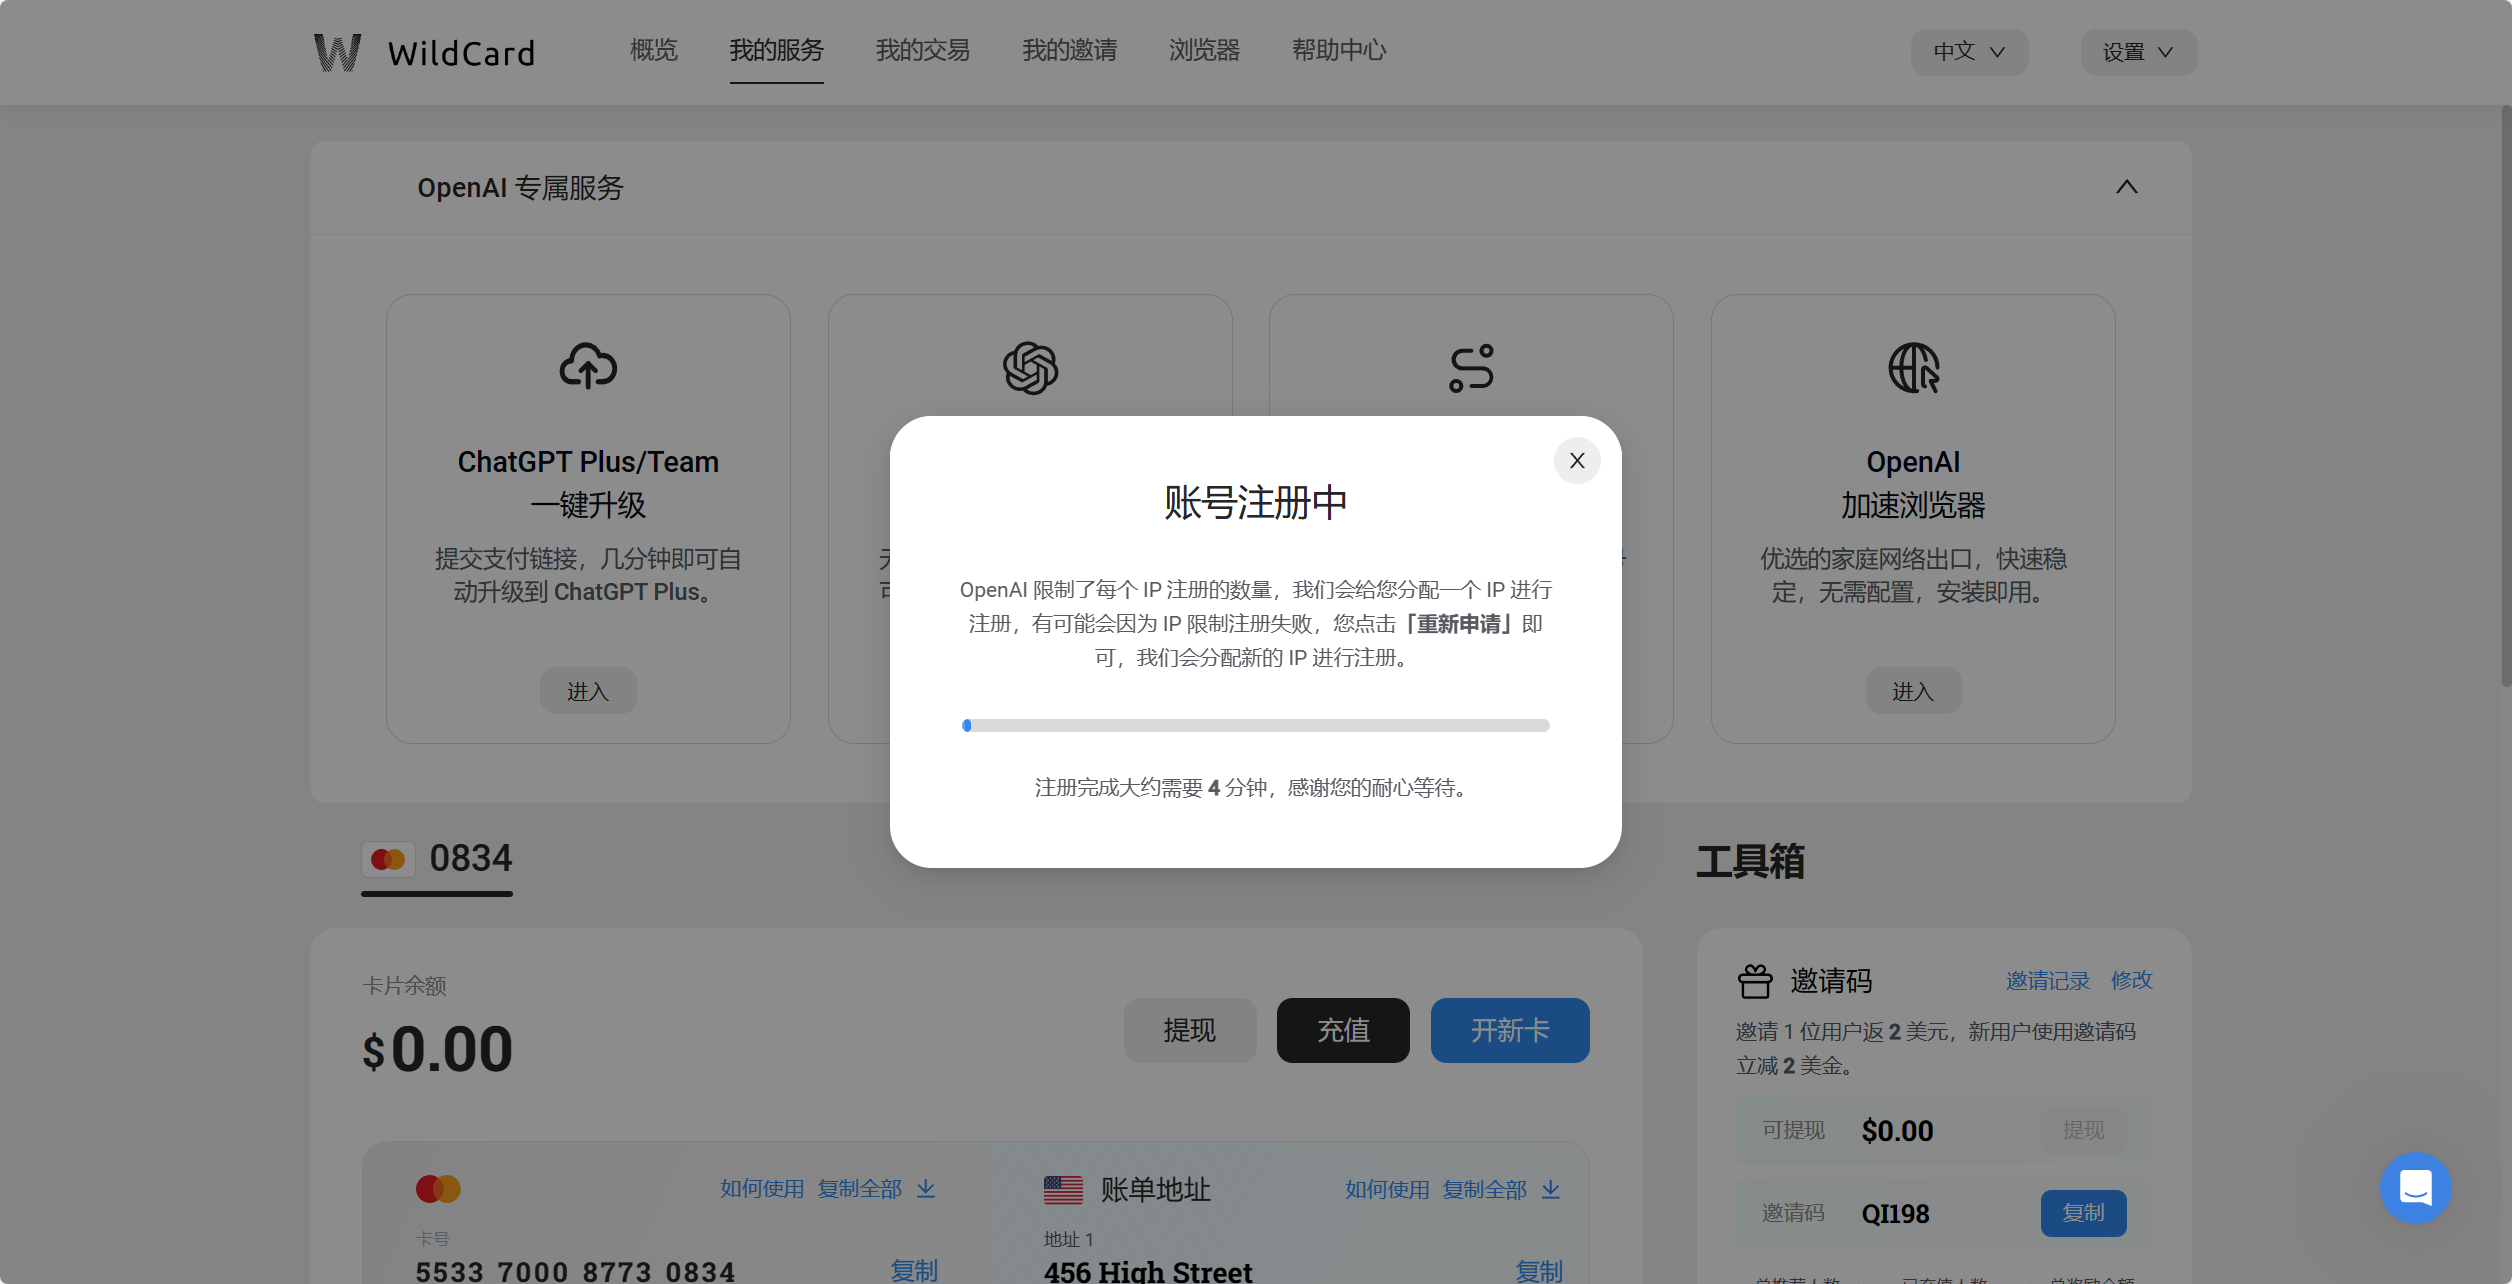 WildCard
概览
我的服务
我的交易
我的邀请
浏览器
帮助中心
中文
设置
OpenAI 专属服务
ChatGPT Plus/Team
一键升级
提交支付链接，几分钟即可自
动升级到 ChatGPT Plus。
进入
OpenAI
加速浏览器
优选的家庭网络出口，快速稳
定，无需配置，安装即用。
进入
X
账号注册中
OpenAI 限制了每个 IP 注册的数量，我们会给您分配一个 IP 进行
注册，有可能会因为 IP 限制注册失败，您点击「重新申请」即
可，我们会分配新的 IP 进行注册。
注册完成大约需要 4 分钟，感谢您的耐心等待。
0834
工具箱
卡片余额
$0.00
提现
充值
开新卡
如何使用 复制全部
卡号
5533 7000 8773 0834
复制
账单地址
如何使用 复制全部
地址 1
456 High Street
复制
邀请码
邀请记录 修改
邀请 1 位用户返 2 美元，新用户使用邀请码
立减 2 美金。
可提现 $0.00 提现
邀请码 QI198 复制